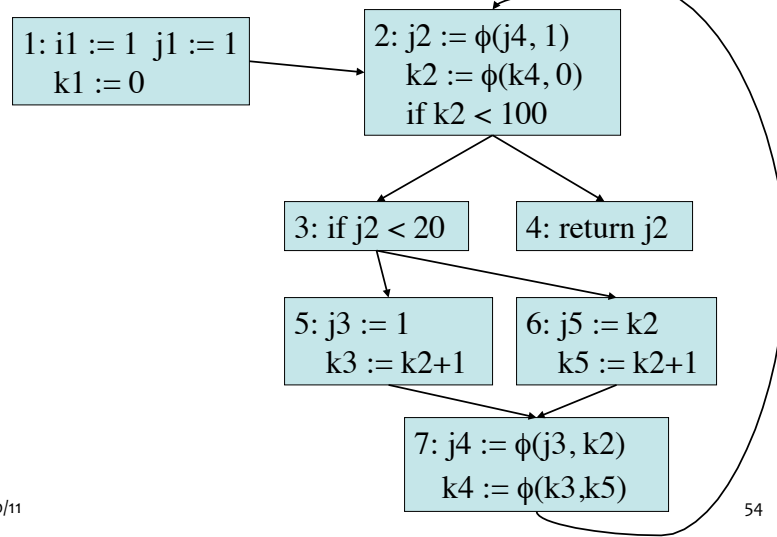 1: i1 := 1 j1 := 1
k1 := 0
2: j2 := ϕ(j4, 1)
k2 := ϕ(k4, 0)
if k2 < 100
3: if j2 < 20
4: return j2
5: j3 := 1
k3 := k2+1
6: j5 := k2
k5 := k2+1
7: j4 := ϕ(j3, k2)
k4 := ϕ(k3,k5)
0/11
54